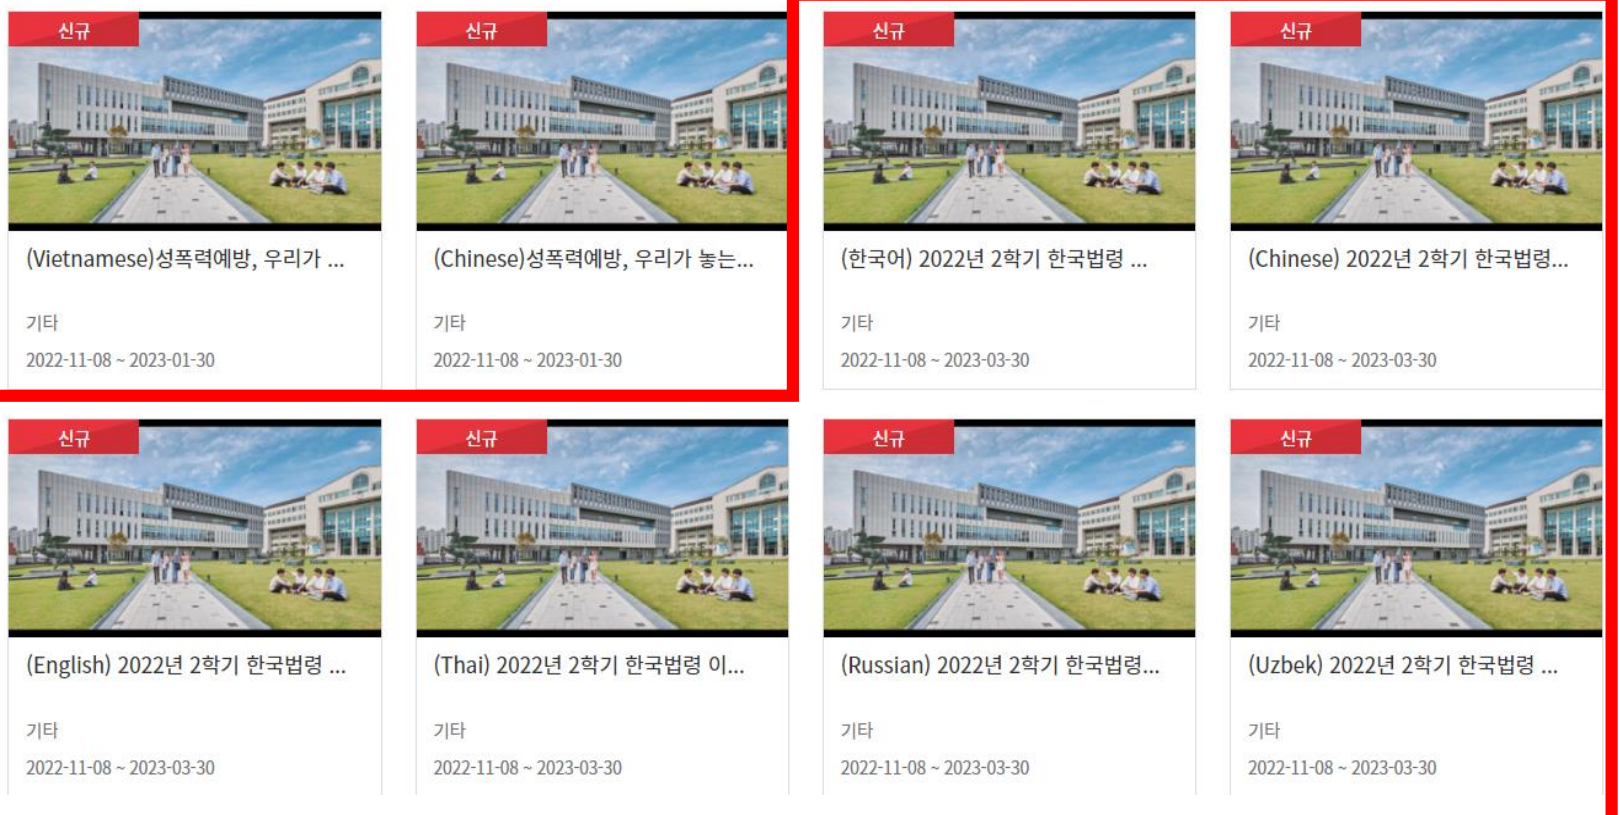 신규
(Vietnamese)성폭력예방, 우리가 ...
기타
2022-11-08 ~ 2023-01-30
신규
(Chinese)성폭력예방, 우리가 놓는...
기타
2022-11-08 ~ 2023-01-30
신규
(한국어) 2022년 2학기 한국법령 ...
기타
2022-11-08 ~ 2023-03-30
신규
(Chinese) 2022년 2학기 한국법령...
기타
2022-11-08 ~ 2023-03-30
신규
(English) 2022년 2학기 한국법령 ...
기타
2022-11-08 ~ 2023-03-30
신규
(Thai) 2022년 2학기 한국법령 이...
기타
2022-11-08 ~ 2023-03-30
신규
(Russian) 2022년 2학기 한국법령...
기타
2022-11-08 ~ 2023-03-30
신규
(Uzbek) 2022년 2학기 한국법령 ...
기타
2022-11-08 ~ 2023-03-30